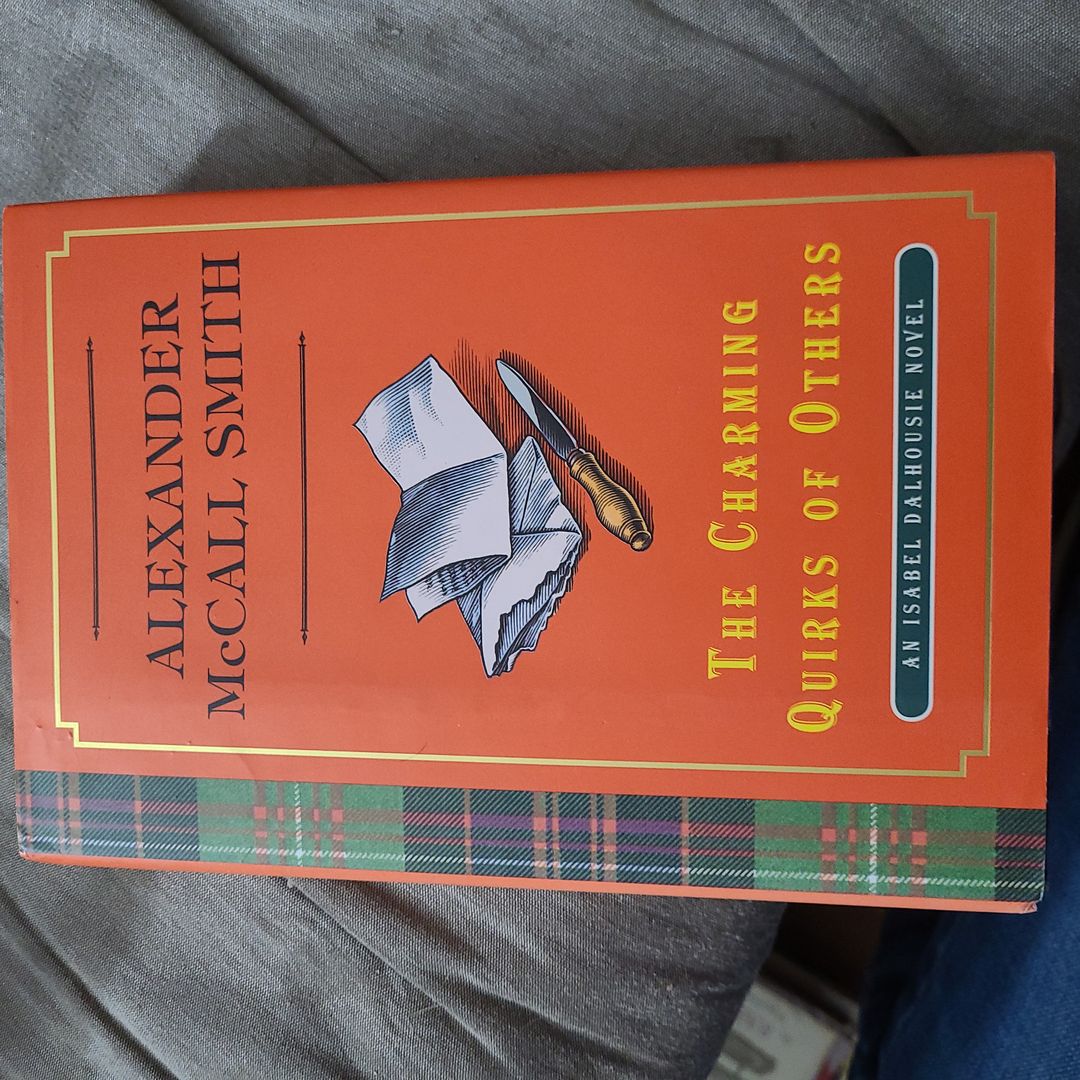 ALEXANDER
McCALL SMITH
THE CHARMING
QUIRKS OF OTHERS
AN ISABEL DALHOUSIE NOVEL